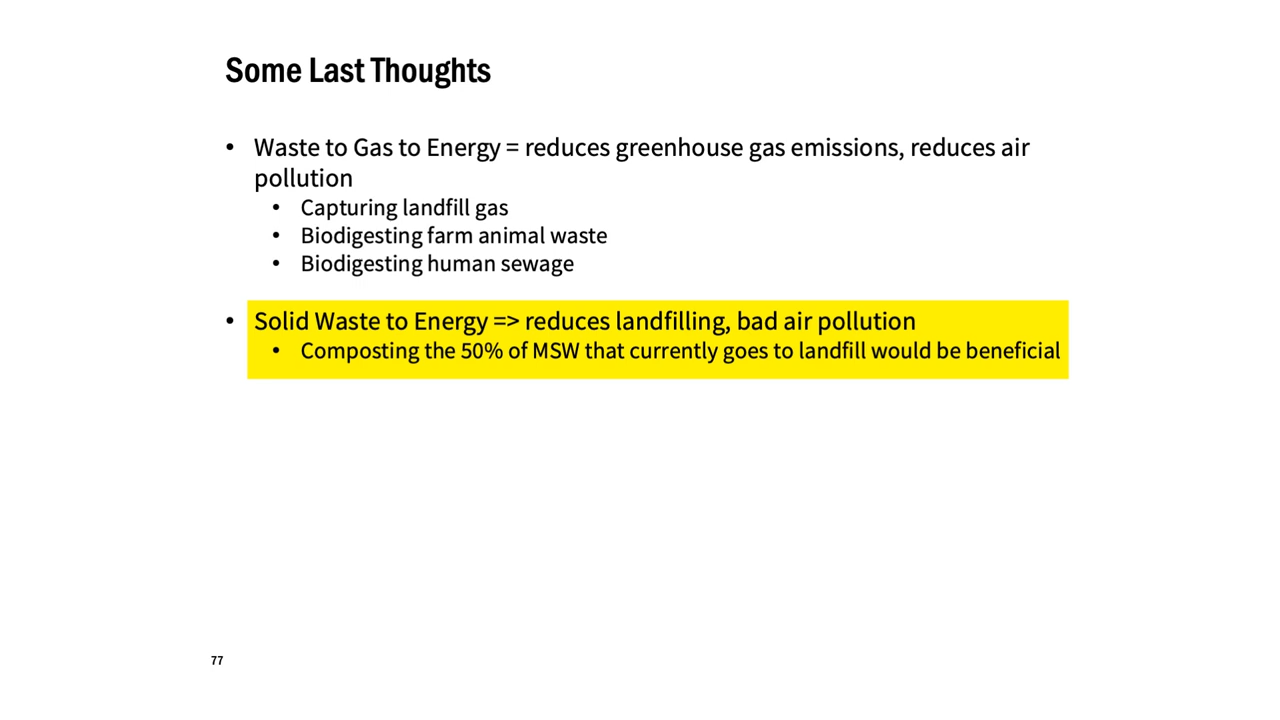 Some Last Thoughts
• Waste to Gas to Energy = reduces greenhouse gas emissions, reduces air
pollution
• Capturing landfill gas
• Biodigesting farm animal waste
• Biodigesting human sewage
• Solid Waste to Energy => reduces landfilling, bad air pollution
• Composting the 50% of MSW that currently goes to landfill would be beneficial
77